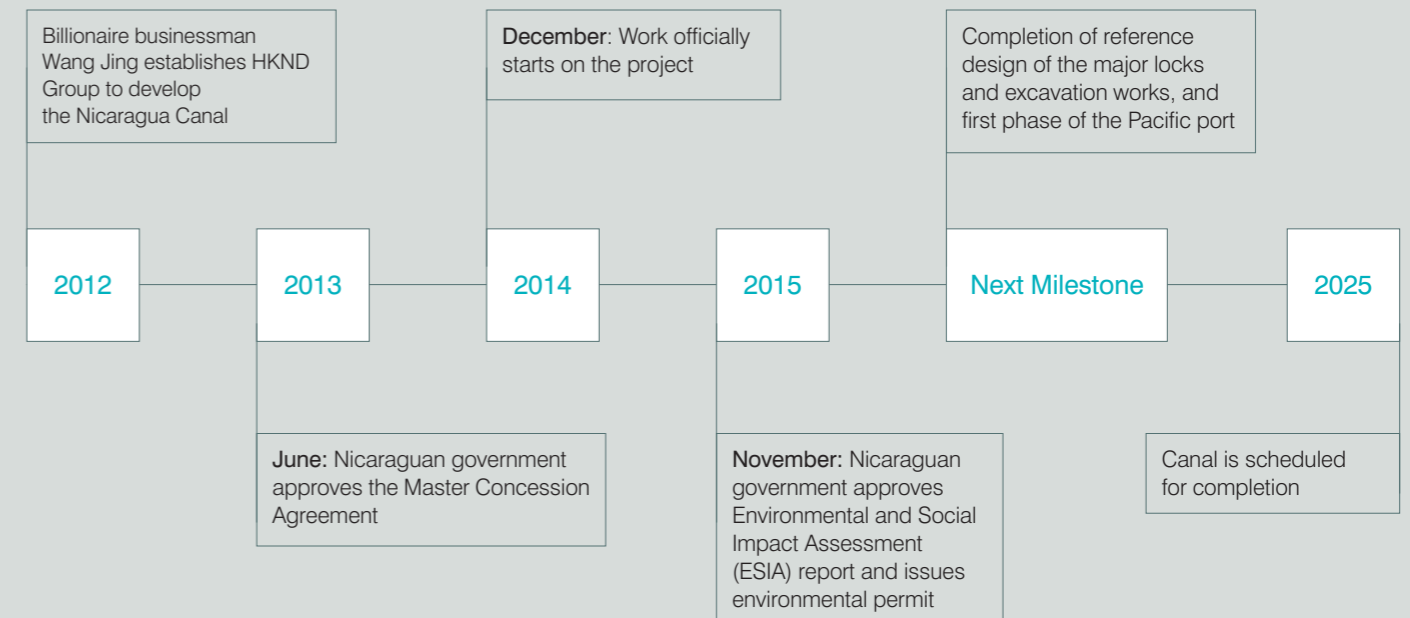 Billionaire businessman
Wang Jing establishes HKND
Group to develop
the Nicaragua Canal
December: Work officially
starts on the project
Completion of reference
design of the major locks
and excavation works, and
first phase of the Pacific port
2012
2013
2014
2015
Next Milestone
2025
June: Nicaraguan government
approves the Master Concession
Agreement
November: Nicaraguan
government approves
Environmental and Social
Impact Assessment
(ESIA) report and issues
environmental permit
Canal is scheduled
for completion